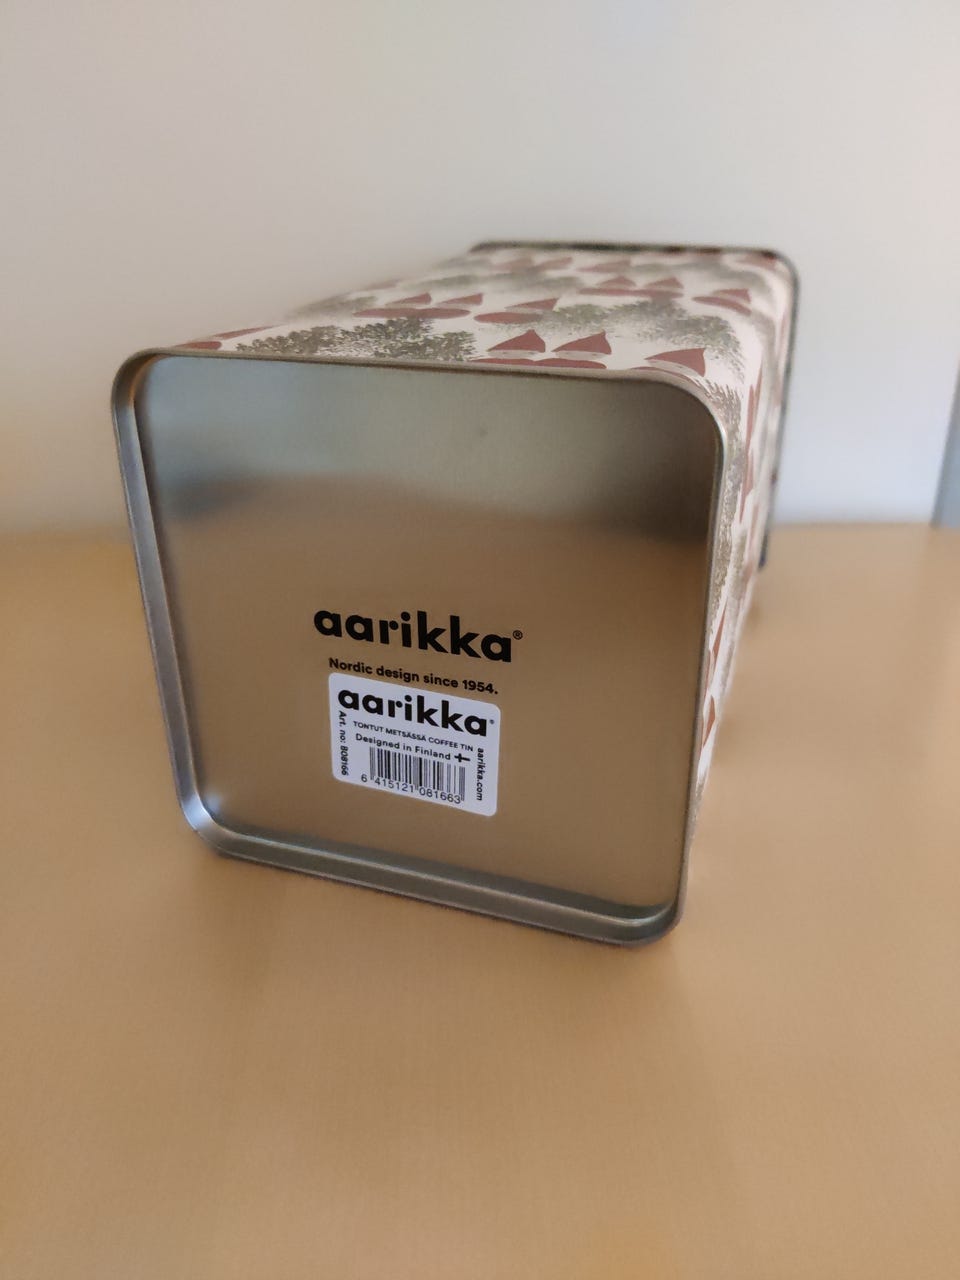 aarikka®
Nordic design since 1954.
aarikka®
TONTUT METSÄSSÄ COFFEE TIN
Designed in Finland
Art. no: B08166
aarikka.com
6 415121 081663